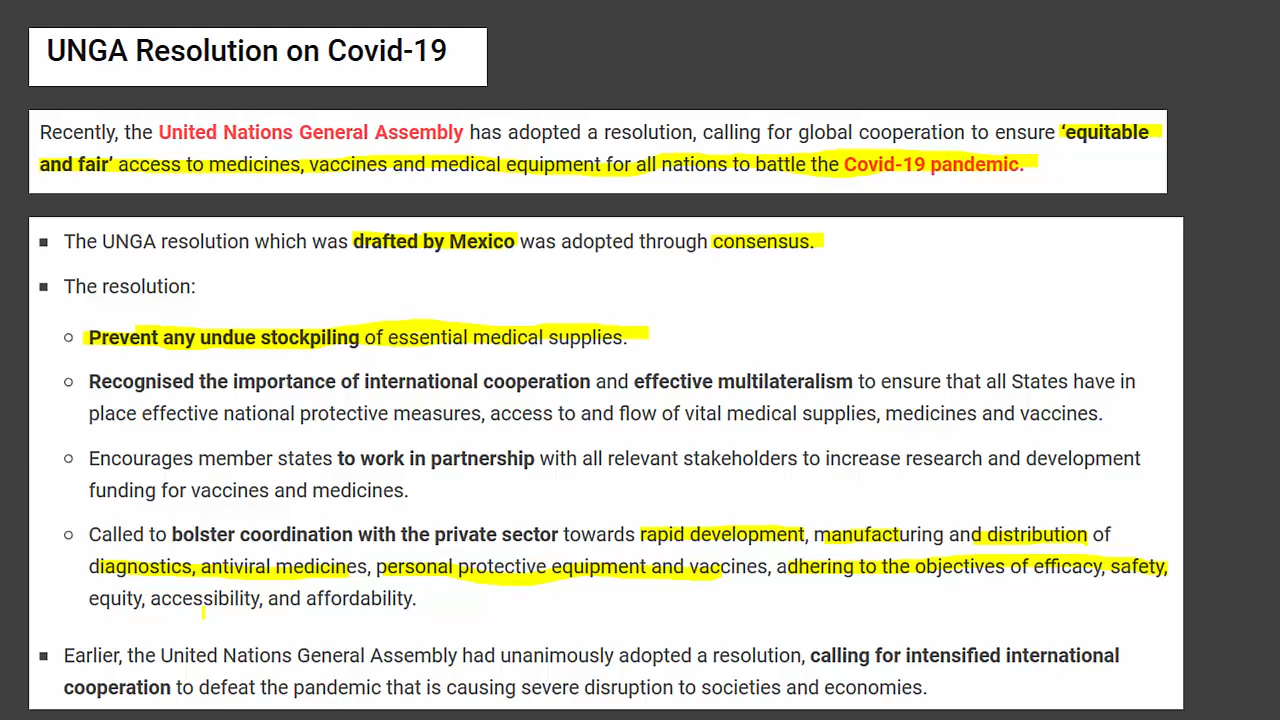 UNGA Resolution on Covid-19
Recently, the United Nations General Assembly has adopted a resolution, calling for global cooperation to ensure ‘equitable
and fair’ access to medicines, vaccines and medical equipment for all nations to battle the Covid-19 pandemic.
▪ The UNGA resolution which was drafted by Mexico was adopted through consensus.
▪ The resolution:
○ Prevent any undue stockpiling of essential medical supplies.
○ Recognised the importance of international cooperation and effective multilateralism to ensure that all States have in
place effective national protective measures, access to and flow of vital medical supplies, medicines and vaccines.
○ Encourages member states to work in partnership with all relevant stakeholders to increase research and development
funding for vaccines and medicines.
○ Called to bolster coordination with the private sector towards rapid development, manufacturing and distribution of
diagnostics, antiviral medicines, personal protective equipment and vaccines, adhering to the objectives of efficacy, safety,
equity, accessibility, and affordability.
▪ Earlier, the United Nations General Assembly had unanimously adopted a resolution, calling for intensified international
cooperation to defeat the pandemic that is causing severe disruption to societies and economies.